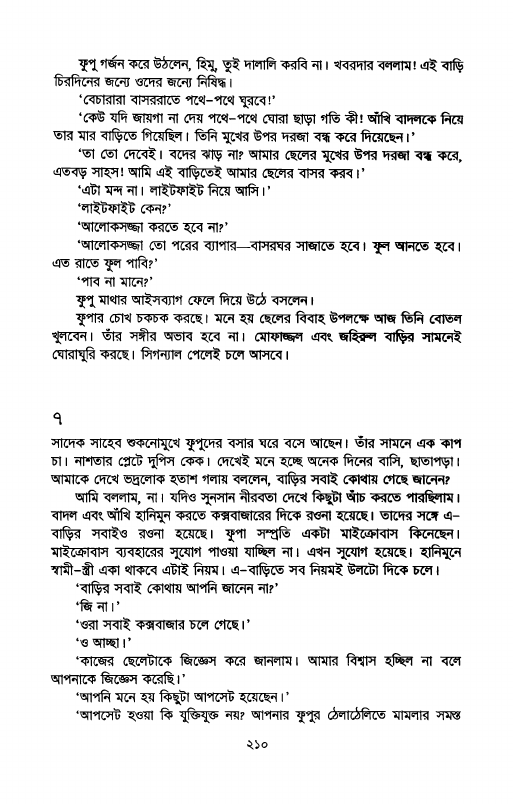 ফুপু গর্জন করে উঠলেন, হিমু, তুই দালালি করবি না। খবরদার বললাম! এই বাড়ি
চিরদিনের জন্যে ওদের জন্যে নিষিদ্ধ।
‘বেচারারা বাসররাতে পথে-পথে ঘুরবে!’
‘কেউ যদি জায়গা না দেয় পথে-পথে ঘোরা ছাড়া গতি কী! আঁখি বাদলকে নিয়ে
তার মার বাড়িতে গিয়েছিল। তিনি মুখের উপর দরজা বন্ধ করে দিয়েছেন।’
‘তা তো দেবেই। বদের ঝাড় না? আমার ছেলের মুখের উপর দরজা বন্ধ করে,
এতবড় সাহস! আমি এই বাড়িতেই আমার ছেলের বাসর করব।’
‘এটা মন্দ না। লাইটফাইট নিয়ে আসি।’
‘লাইটফাইট কেন?’
‘আলোকসজ্জা করতে হবে না?’
‘আলোকসজ্জা তো পরের ব্যাপার—বাসরঘর সাজাতে হবে। ফুল আনতে হবে।
এত রাতে ফুল পাবি?’
‘পাব না মানে?’
ফুপু মাথার আইসব্যাগ ফেলে দিয়ে উঠে বসলেন।
ফুপার চোখ চকচক করছে। মনে হয় ছেলের বিবাহ উপলক্ষে আজ তিনি বোতল
খুলবেন। তাঁর সঙ্গীর অভাব হবে না। মোফাজ্জল এবং জহিরুল বাড়ির সামনেই
ঘোরাঘুরি করছে। সিগন্যাল পেলেই চলে আসবে।
৭
সাদেক সাহেব শুকনোমুখে ফুপুদের বসার ঘরে বসে আছেন। তাঁর সামনে এক কাপ
চা। নাশতার প্লেটে দুপিস কেক। দেখেই মনে হচ্ছে অনেক দিনের বাসি, ছাতাপড়া।
আমাকে দেখে ভদ্রলোক হতাশ গলায় বললেন, বাড়ির সবাই কোথায় গেছে জানেন?
আমি বললাম, না। যদিও সুনসান নীরবতা দেখে কিছুটা আঁচ করতে পারছিলাম।
বাদল এবং আঁখি হানিমুন করতে কক্সবাজারের দিকে রওনা হয়েছে। তাদের সঙ্গে এ-
বাড়ির সবাইও রওনা হয়েছে। ফুপা সম্প্রতি একটা মাইক্রোবাস কিনেছেন।
মাইক্রোবাস ব্যবহারের সুযোগ পাওয়া যাচ্ছিল না। এখন সুযোগ হয়েছে। হানিমুনে
স্বামী-স্ত্রী একা থাকবে এটাই নিয়ম। এ-বাড়িতে সব নিয়মই উলটো দিকে চলে।
‘বাড়ির সবাই কোথায় আপনি জানেন না?’
‘জি না।’
‘ওরা সবাই কক্সবাজার চলে গেছে।’
‘ও আচ্ছা।’
‘কাজের ছেলেটাকে জিজ্ঞেস করে জানলাম। আমার বিশ্বাস হচ্ছিল না বলে
আপনাকে জিজ্ঞেস করেছি।’
‘আপনি মনে হয় কিছুটা আপসেট হয়েছেন।’
‘আপসেট হওয়া কি যুক্তিযুক্ত নয়? আপনার ফুপুর ঠেলাঠেলিতে মামলার সমস্ত
২১০